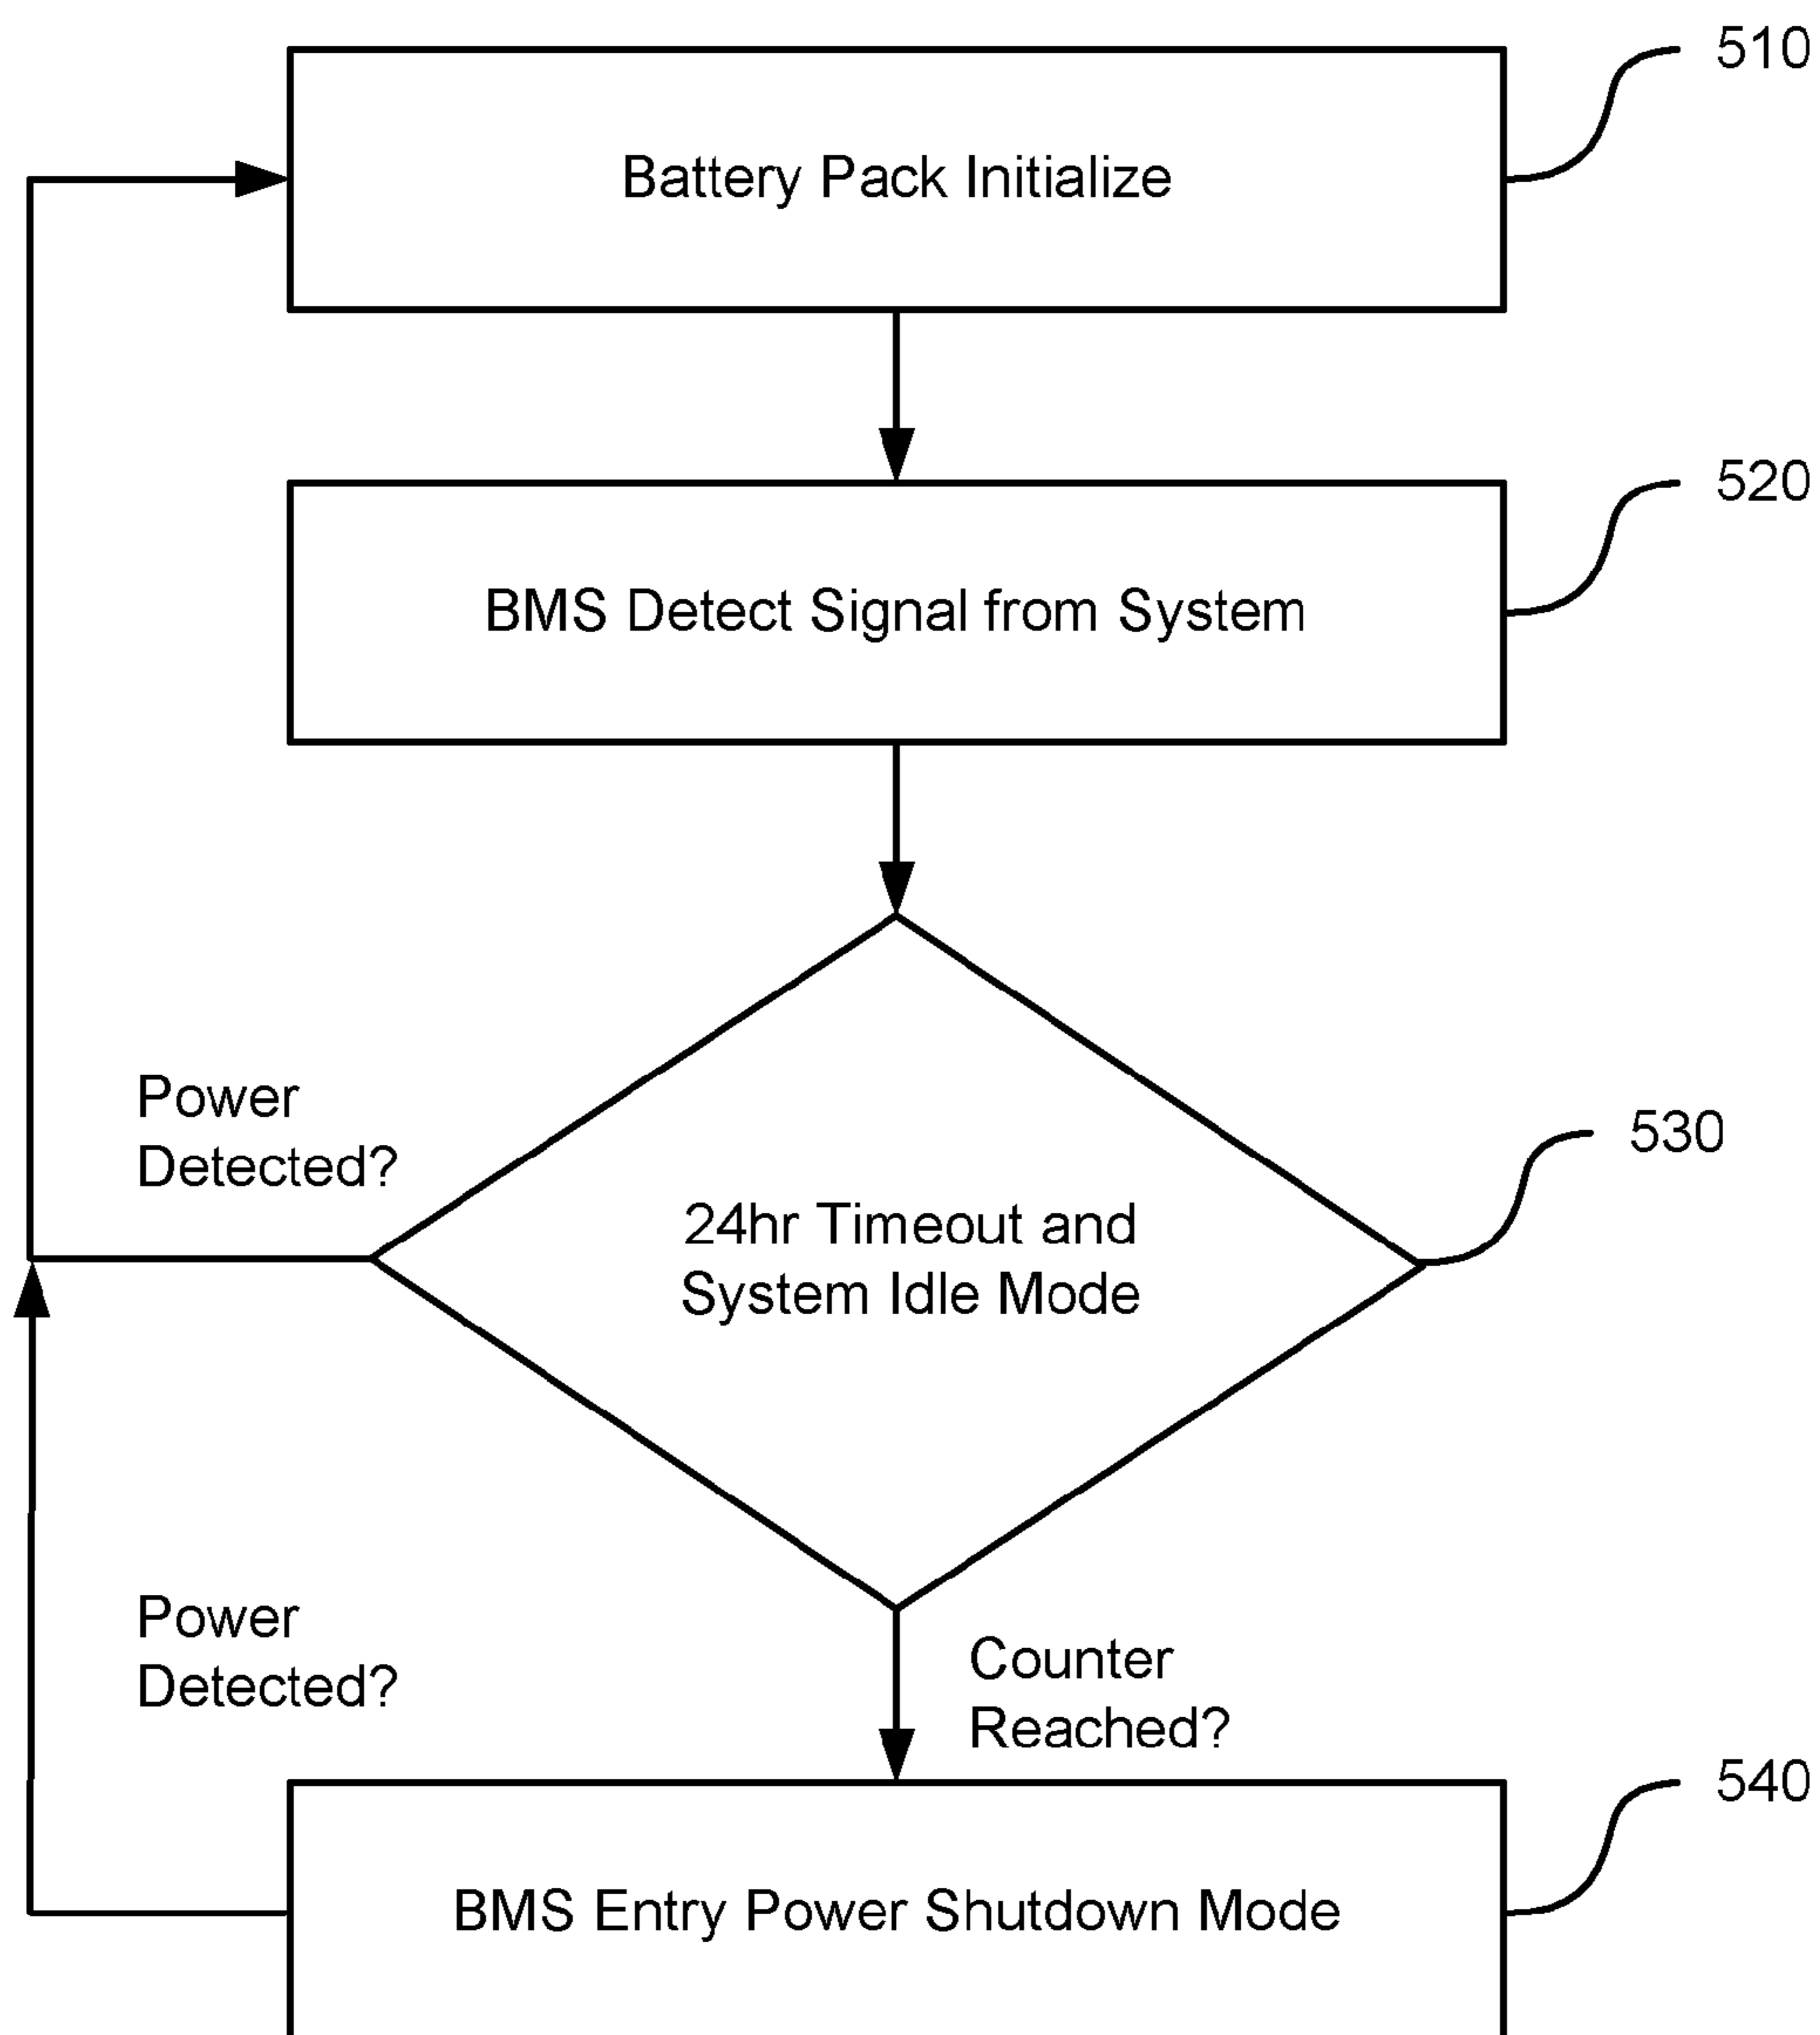 510
Battery Pack Initialize
520
BMS Detect Signal from System
Power
Detected?
530
24hr Timeout and
System Idle Mode
Power
Detected?
Counter
Reached?
540
BMS Entry Power Shutdown Mode